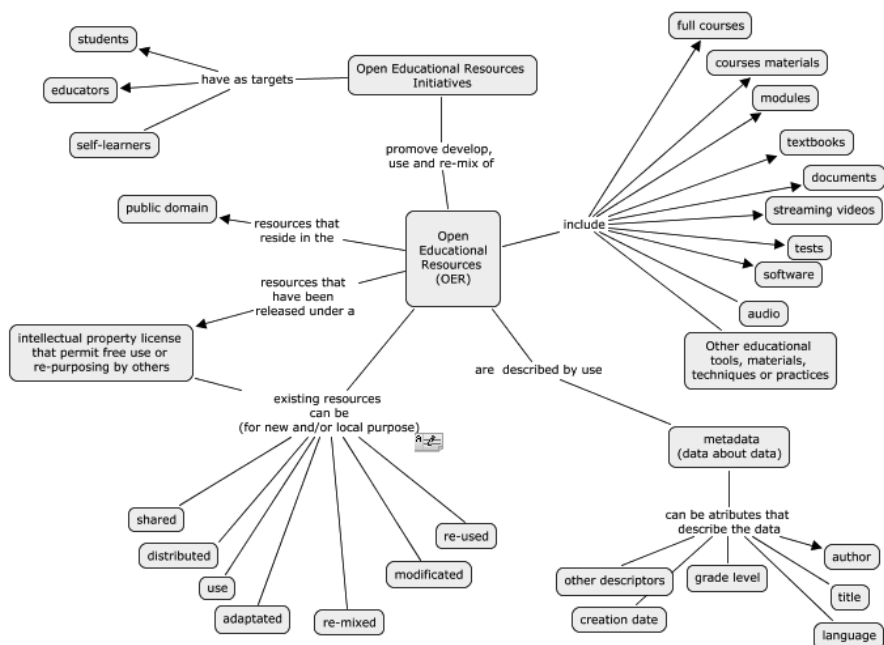 students
educators
self-learners
have as targets
Open Educational Resources
Initiatives
promove develop,
use and re-mix of
Open
Educational
Resources
(OER)
include
full courses
courses materials
modules
textbooks
documents
streaming videos
tests
software
audio
Other educational
tools, materials,
techniques or practices
public domain
resources that
reside in the
resources that
have been
released under a
intellectual property license
that permit free use or
re-purposing by others
existing resources
can be
(for new and/or local purpose)
shared
distributed
use
adaptated
re-mixed
modificated
re-used
are described by use
metadata
(data about data)
can be atributes that
describe the data
other descriptors
creation date
grade level
author
title
language